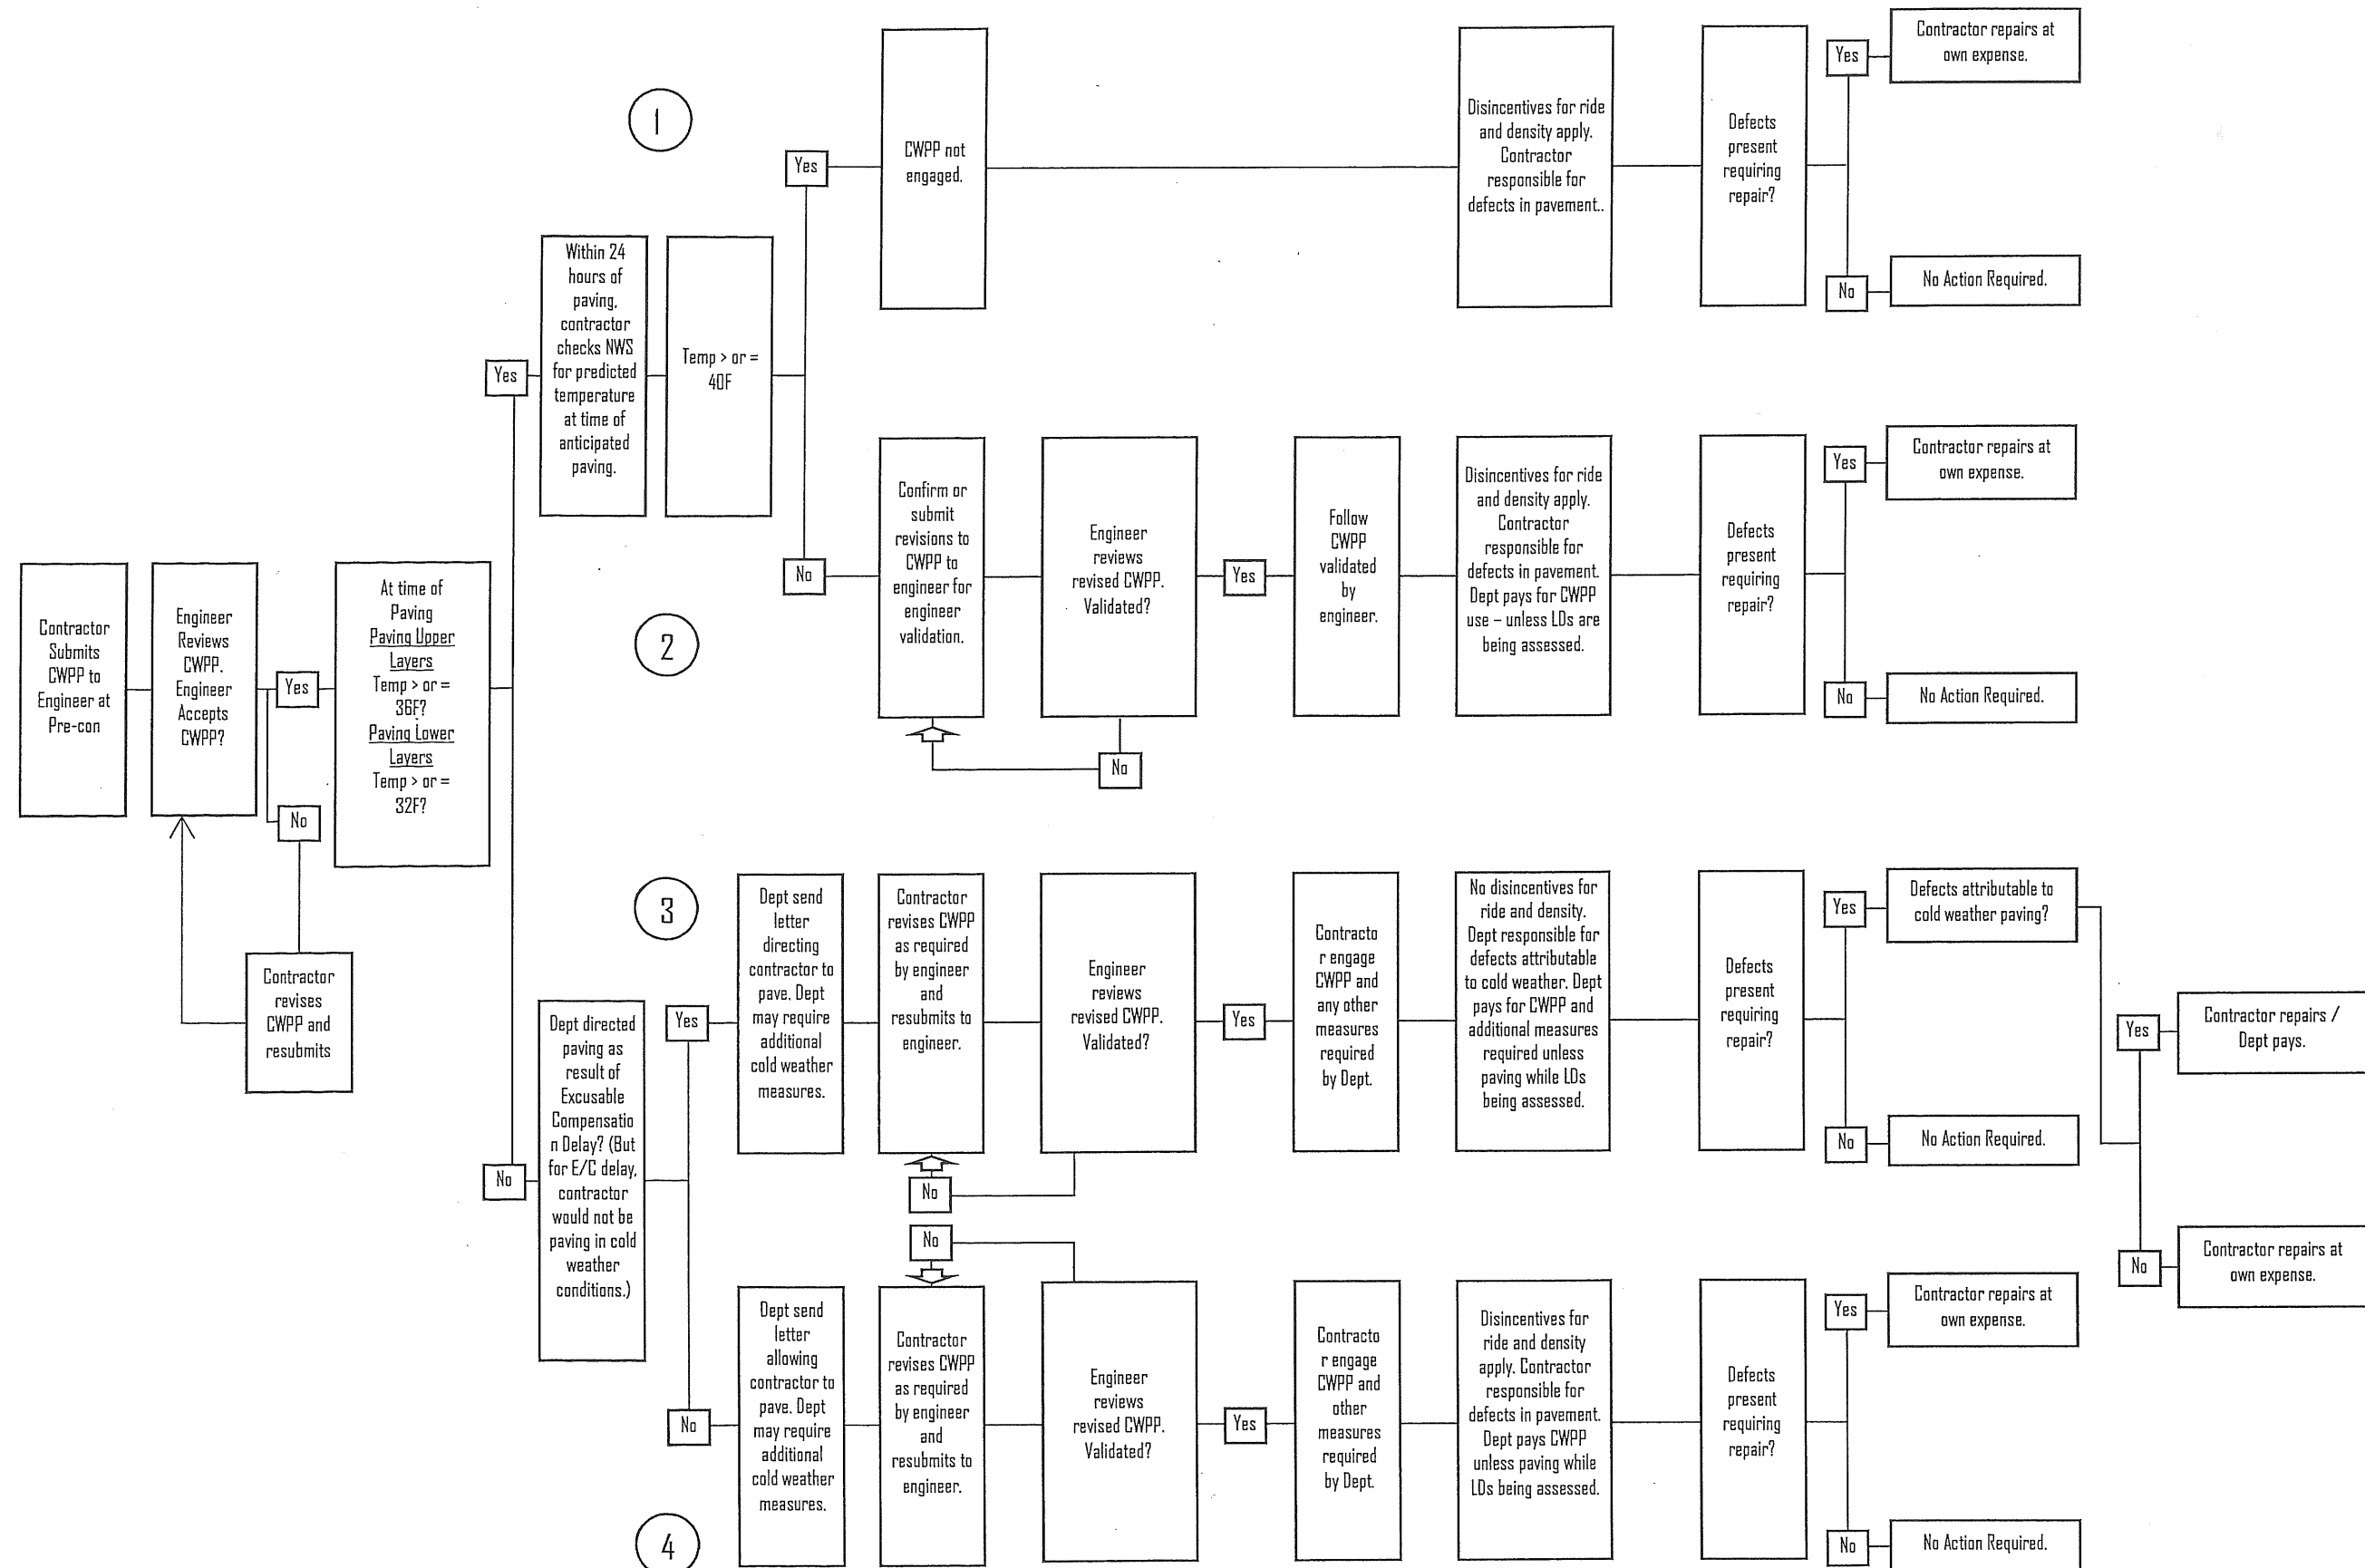 Contractor
Submits
CWPP to
Engineer at
Pre-con
Engineer
Reviews
CWPP.
Engineer
Accepts
CWPP?
Yes
No
Contractor
revises
CWPP and
resubmits
At time of
Paving
Paving Upper
Layers
Temp > or =
36F?
Paving Lower
Layers
Temp > or =
32F?
Yes
Within 24
hours of
paving,
contractor
checks NWS
for predicted
temperature
at time of
anticipated
paving.
Temp > or =
40F
1
Yes
CWPP not
engaged.
Disincentives for ride
and density apply.
Contractor
responsible for
defects in pavement..
Defects
present
requiring
repair?
Yes
Contractor repairs at
own expense.
No
No Action Required.
2
No
Confirm or
submit
revisions to
CWPP to
engineer for
engineer
validation.
Engineer
reviews
revised CWPP.
Validated?
No
Yes
Follow
CWPP
validated
by
engineer.
Disincentives for ride
and density apply.
Contractor
responsible for
defects in pavement.
Dept pays for CWPP
use – unless LDs are
being assessed.
Defects
present
requiring
repair?
Yes
Contractor repairs at
own expense.
No
No Action Required.
No
Dept directed
paving as
result of
Excusable
Compensatio
n Delay? (But
for E/C delay,
contractor
would not be
paving in cold
weather
conditions.)
3
Yes
Dept send
letter
directing
contractor to
pave. Dept
may require
additional
cold weather
measures.
Contractor
revises CWPP
as required
by engineer
and
resubmits to
engineer.
Engineer
reviews
revised CWPP.
Validated?
No
Yes
Contracto
r engage
CWPP and
any other
measures
required
by Dept.
No disincentives for
ride and density.
Dept responsible for
defects attributable
to cold weather. Dept
pays for CWPP and
additional measures
required unless
paving while LDs
being assessed.
Defects
present
requiring
repair?
Yes
Defects attributable to
cold weather paving?
Yes
Contractor repairs /
Dept pays.
No
Contractor repairs at
own expense.
No
No Action Required.
4
No
Dept send
letter
allowing
contractor to
pave. Dept
may require
additional
cold weather
measures.
Contractor
revises CWPP
as required
by engineer
and
resubmits to
engineer.
No
Engineer
reviews
revised CWPP.
Validated?
Yes
Contracto
r engage
CWPP and
other
measures
required
by Dept.
Disincentives for
ride and density
apply. Contractor
responsible for
defects in pavement.
Dept pays CWPP
unless paving while
LDs being assessed.
Defects
present
requiring
repair?
Yes
Contractor repairs at
own expense.
No
No Action Required.